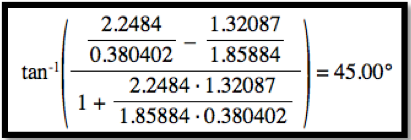 tan⁻¹( (2.2484/0.380402 − 1.32087/1.85884) / (1 + (2.2484 · 1.32087)/(1.85884 · 0.380402)) ) = 45.00°